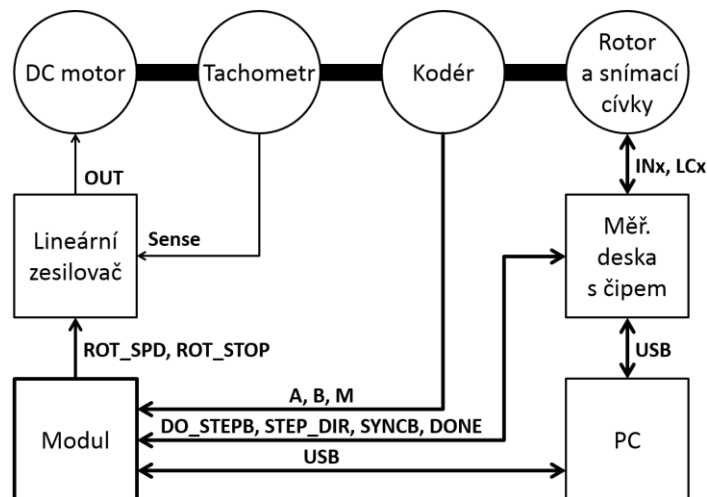 DC motor
Tachometr
Kodér
Rotor
a snímací
cívky
OUT
INx, LCx
Lineární
zesilovač
Sense
Měř.
deska
s čipem
ROT_SPD, ROT_STOP
USB
A, B, M
DO_STEPB, STEP_DIR, SYNCB, DONE
Modul
USB
PC